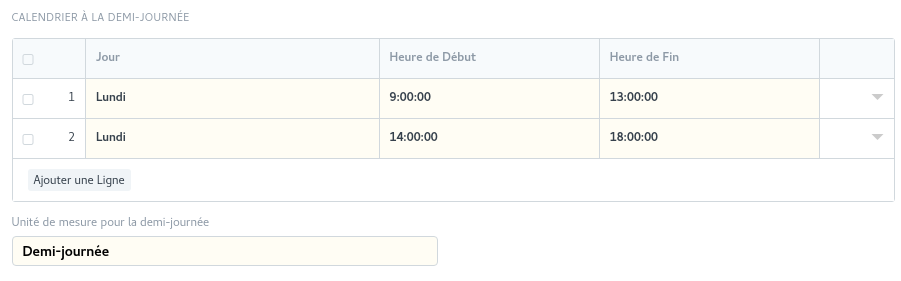 CALENDRIER À LA DEMI-JOURNÉE
Jour Heure de Début Heure de Fin
1 Lundi 9:00:00 13:00:00
2 Lundi 14:00:00 18:00:00
Ajouter une Ligne
Unité de mesure pour la demi-journée
Demi-journée